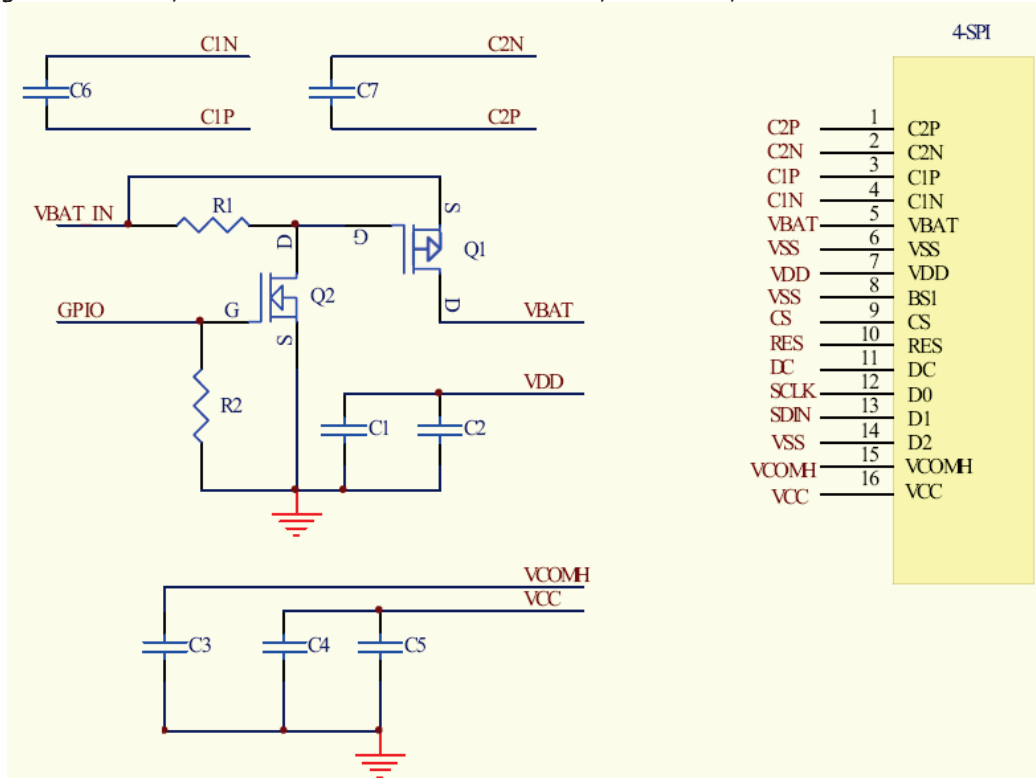 C1N
C6
C1P
C2N
C7
C2P
VBAT_IN
R1
D
G
S
Q1
D
VBAT
GPIO
G
Q2
S
R2
VDD
C1
C2
VCOMH
VCC
C3
C4
C5
4-SPI
C2P 1 C2P
C2N 2 C2N
C1P 3 C1P
C1N 4 C1N
VBAT 5 VBAT
VSS 6 VSS
VDD 7 VDD
VSS 8 BS1
CS 9 CS
RES 10 RES
DC 11 DC
SCLK 12 D0
SDIN 13 D1
VSS 14 D2
VCOMH 15 VCOMH
VCC 16 VCC